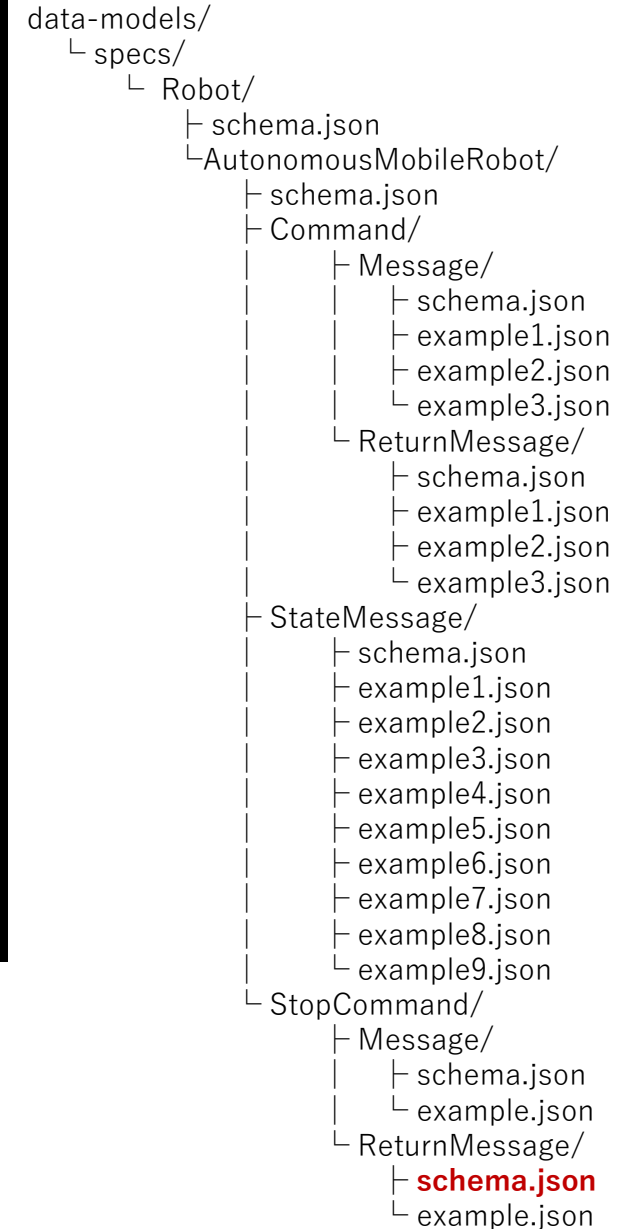 data-models/
└ specs/
└ Robot/
├ schema.json
└AutonomousMobileRobot/
├ schema.json
├ Command/
│ ├ Message/
│ │ ├ schema.json
│ │ ├ example1.json
│ │ ├ example2.json
│ │ └ example3.json
│ └ ReturnMessage/
│ ├ schema.json
│ ├ example1.json
│ ├ example2.json
│ └ example3.json
├ StateMessage/
│ ├ schema.json
│ ├ example1.json
│ ├ example2.json
│ ├ example3.json
│ ├ example4.json
│ ├ example5.json
│ ├ example6.json
│ ├ example7.json
│ ├ example8.json
│ └ example9.json
└ StopCommand/
├ Message/
│ ├ schema.json
│ └ example.json
└ ReturnMessage/
├ schema.json
└ example.json